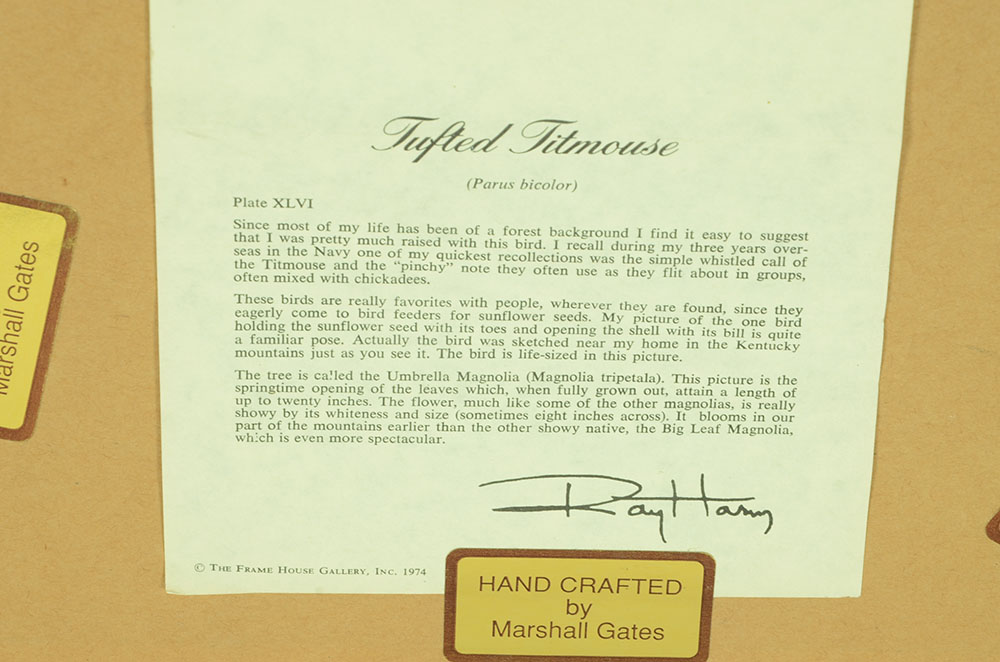 Tufted Titmouse
(Parus bicolor)
Plate XLVI
Since most of my life has been of a forest background I find it easy to suggest
that I was pretty much raised with this bird. I recall during my three years over-
seas in the Navy one of my quickest recollections was the simple whistled call of
the Titmouse and the “pinchy” note they often use as they flit about in groups,
often mixed with chickadees.
These birds are really favorites with people, wherever they are found, since they
eagerly come to bird feeders for sunflower seeds. My picture of the one bird
holding the sunflower seed with its toes and opening the shell with its bill is quite
a familiar pose. Actually the bird was sketched near my home in the Kentucky
mountains just as you see it. The bird is life-sized in this picture.
The tree is called the Umbrella Magnolia (Magnolia tripetala). This picture is the
springtime opening of the leaves which, when fully grown out, attain a length of
up to twenty inches. The flower, much like some of the other magnolias, is really
showy by its whiteness and size (sometimes eight inches across). It blooms in our
part of the mountains earlier than the other showy native, the Big Leaf Magnolia,
which is even more spectacular.
Ray Harm
© The Frame House Gallery, Inc. 1974
HAND CRAFTED
by
Marshall Gates
Marshall Gates